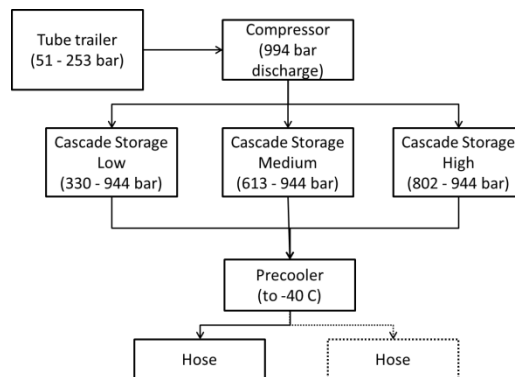 Tube trailer
(51 - 253 bar)
Compressor
(994 bar
discharge)
Cascade Storage
Low
(330 - 944 bar)
Cascade Storage
Medium
(613 - 944 bar)
Cascade Storage
High
(802 - 944 bar)
Precooler
(to -40 C)
Hose
Hose